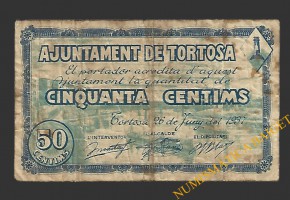 AJUNTAMENT DE TORTOSA
El portador acredita d'aquest
Ajuntament la quantitat de
CINQUANTA CENTIMS
Tortosa, 26 de Juny del 1937
L'INTERVENTOR L'ALCALDE EL DIPOSITARI
50
CENTIMS